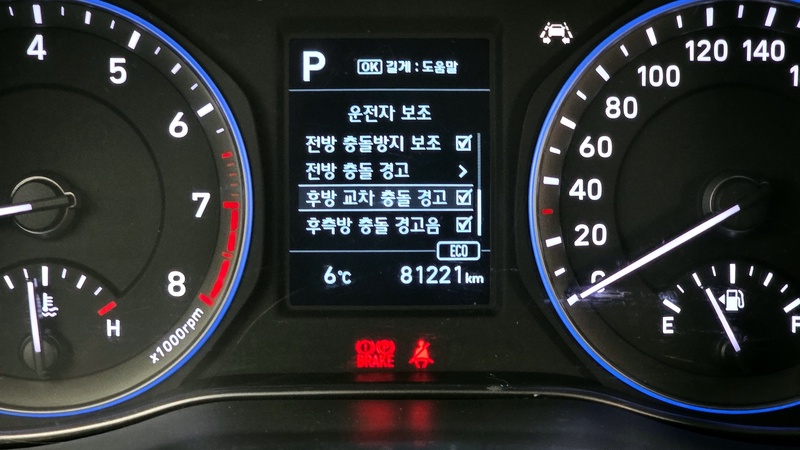 4
5
6
7
8
x1000rpm
H
P
OK 길게 : 도움말
운전자 보조
전방 충돌방지 보조
전방 충돌 경고
후방 교차 충돌 경고
후측방 충돌 경고음
ECO
6℃
81221 km
BRAKE
0
20
40
60
80
100
120
140
E
F